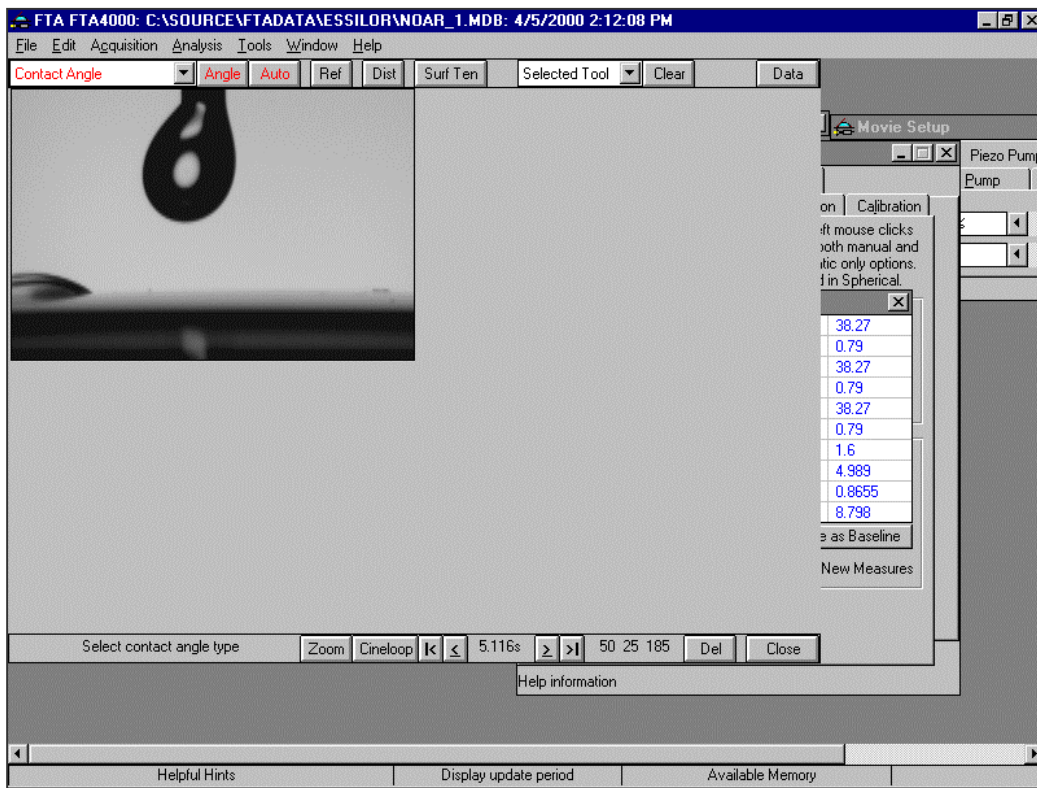 FTA FTA4000: C:\SOURCE\FTADATA\ESSILOR\NOAR_1.MDB: 4/5/2000 2:12:08 PM
File Edit Acquisition Analysis Tools Window Help
Contact Angle Angle Auto Ref Dist Surf Ten Selected Tool Clear Data
Movie Setup
Piezo Pump
Pump
on Calibration
eft mouse clicks
both manual and
tic only options.
d in Spherical.
38.27
0.79
38.27
0.79
38.27
0.79
1.6
4.989
0.8655
8.798
e as Baseline
New Measures
Select contact angle type Zoom Cineloop |< < 5.116s > >| 50 25 185 Del Close
Help information
Helpful Hints Display update period Available Memory